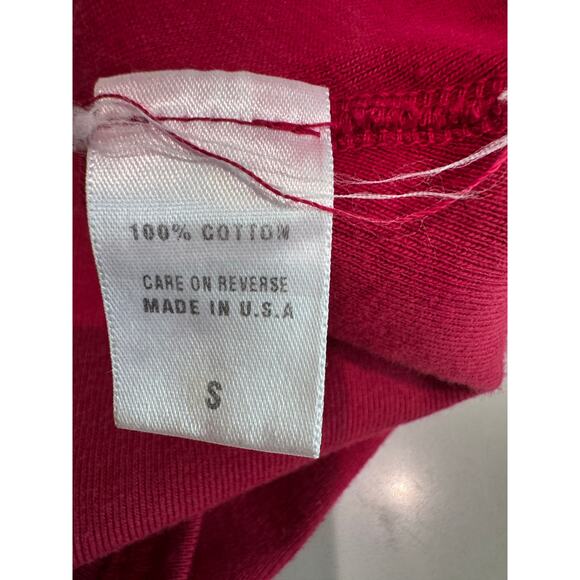 100% COTTON
CARE ON REVERSE
MADE IN U.S.A
S